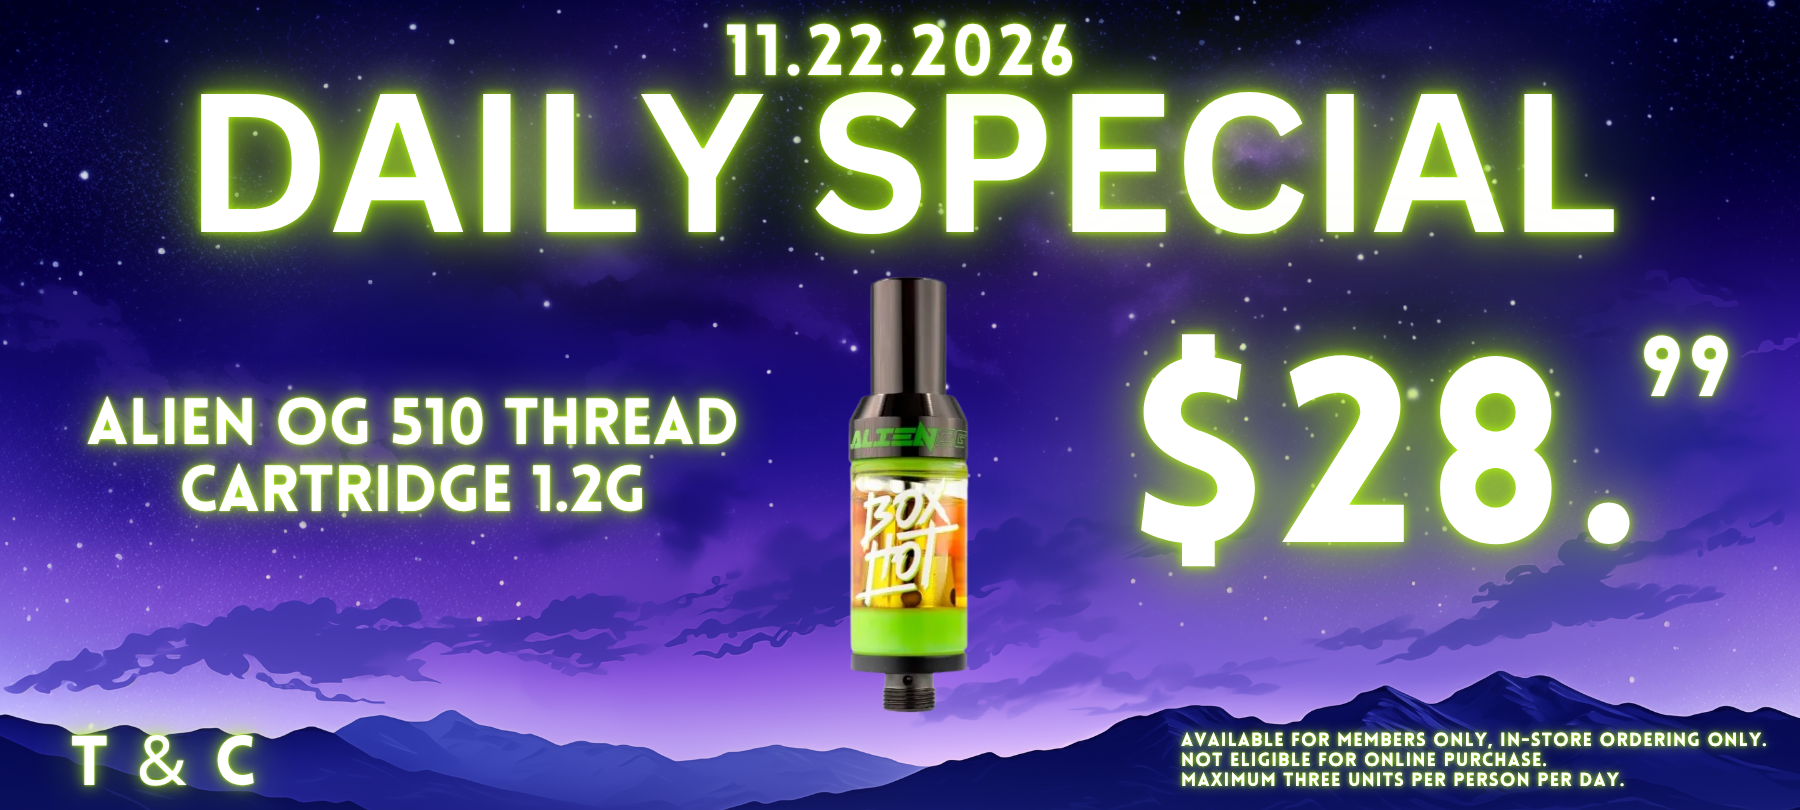 11.22.2026
DAILY SPECIAL
ALIEN OG 510 THREAD
CARTRIDGE 1.2G
ALIEN OG
BOX
HOT
$28.99
T & C
AVAILABLE FOR MEMBERS ONLY, IN-STORE ORDERING ONLY.
NOT ELIGIBLE FOR ONLINE PURCHASE.
MAXIMUM THREE UNITS PER PERSON PER DAY.